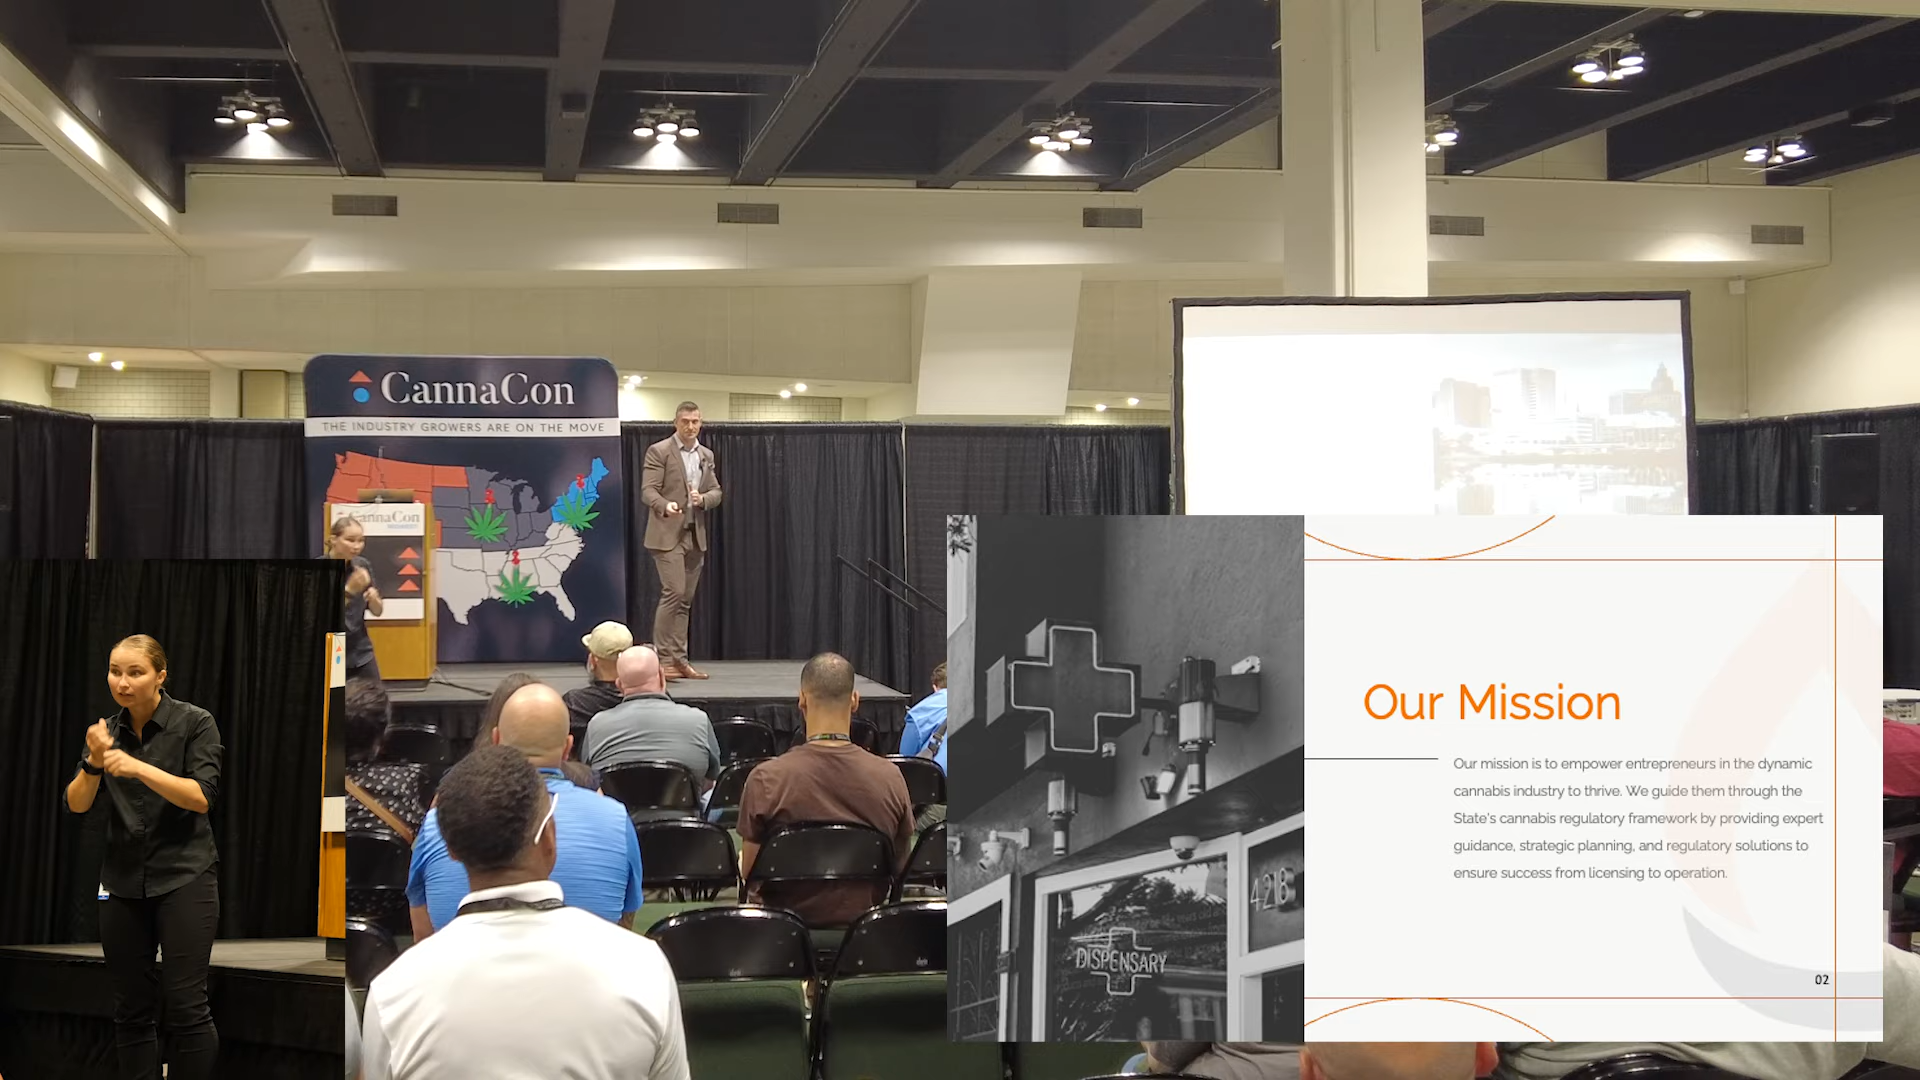 CannaCon
THE INDUSTRY GROWERS ARE ON THE MOVE
CannaCon
Our Mission
Our mission is to empower entrepreneurs in the dynamic
cannabis industry to thrive. We guide them through the
State's cannabis regulatory framework by providing expert
guidance, strategic planning, and regulatory solutions to
ensure success from licensing to operation.
4218
DISPENSARY
02